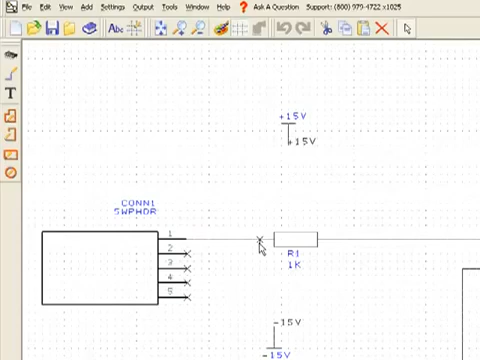 File Edit View Add Settings Output Tools Window Help ? Ask A Question Support: (800) 979-4722 x1025
Abc
T
+15V
+15V
CONN1
5WPHDR
1
2
3
4
5
R1
1K
-15V
-15V